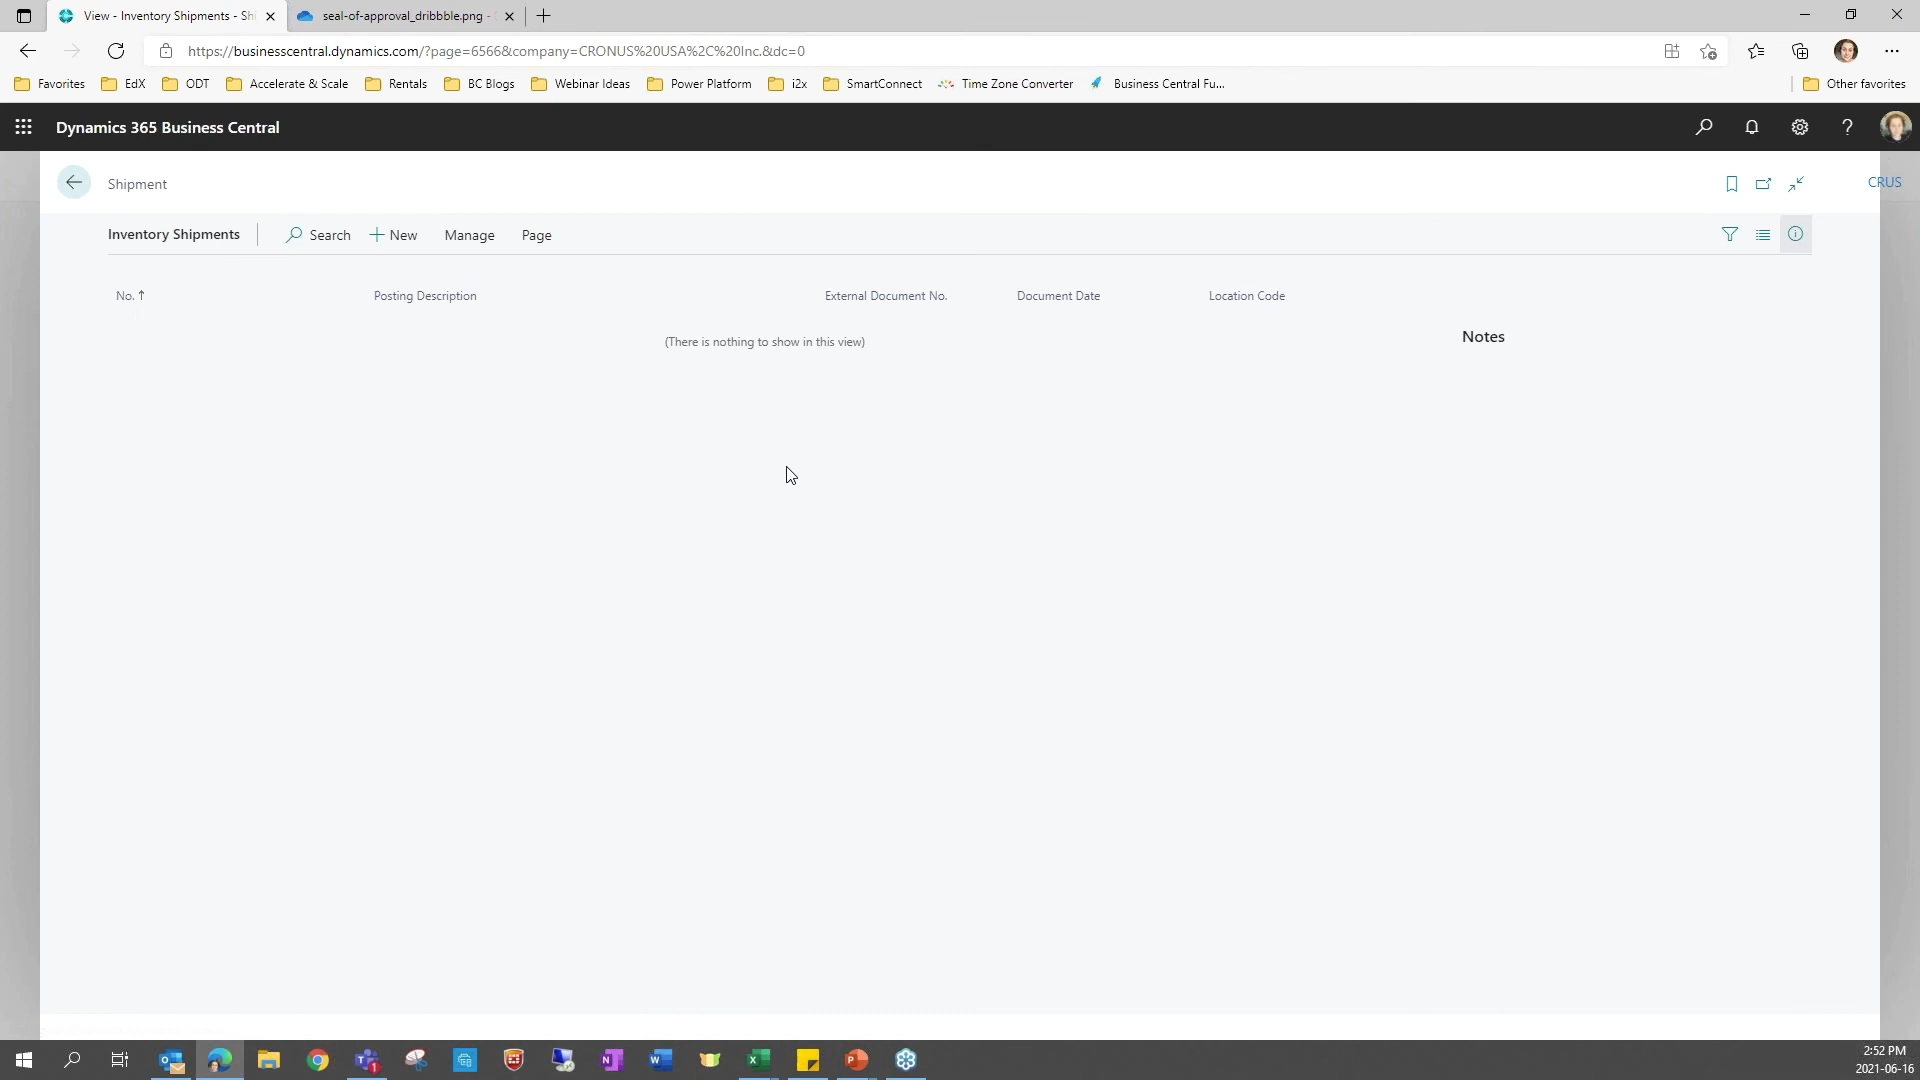 View - Inventory Shipments - Sh
seal-of-approval_dribbble.png -
https://businesscentral.dynamics.com/?page=6566&company=CRONUS%20USA%2C%20Inc.&dc=0
Favorites
EdX
ODT
Accelerate & Scale
Rentals
BC Blogs
Webinar Ideas
Power Platform
i2x
SmartConnect
Time Zone Converter
Business Central Fu...
Other favorites
Dynamics 365 Business Central
Shipment
CRUS
Inventory Shipments
Search
New
Manage
Page
No. ↑
Posting Description
External Document No.
Document Date
Location Code
(There is nothing to show in this view)
Notes
2:52 PM
2021-06-16